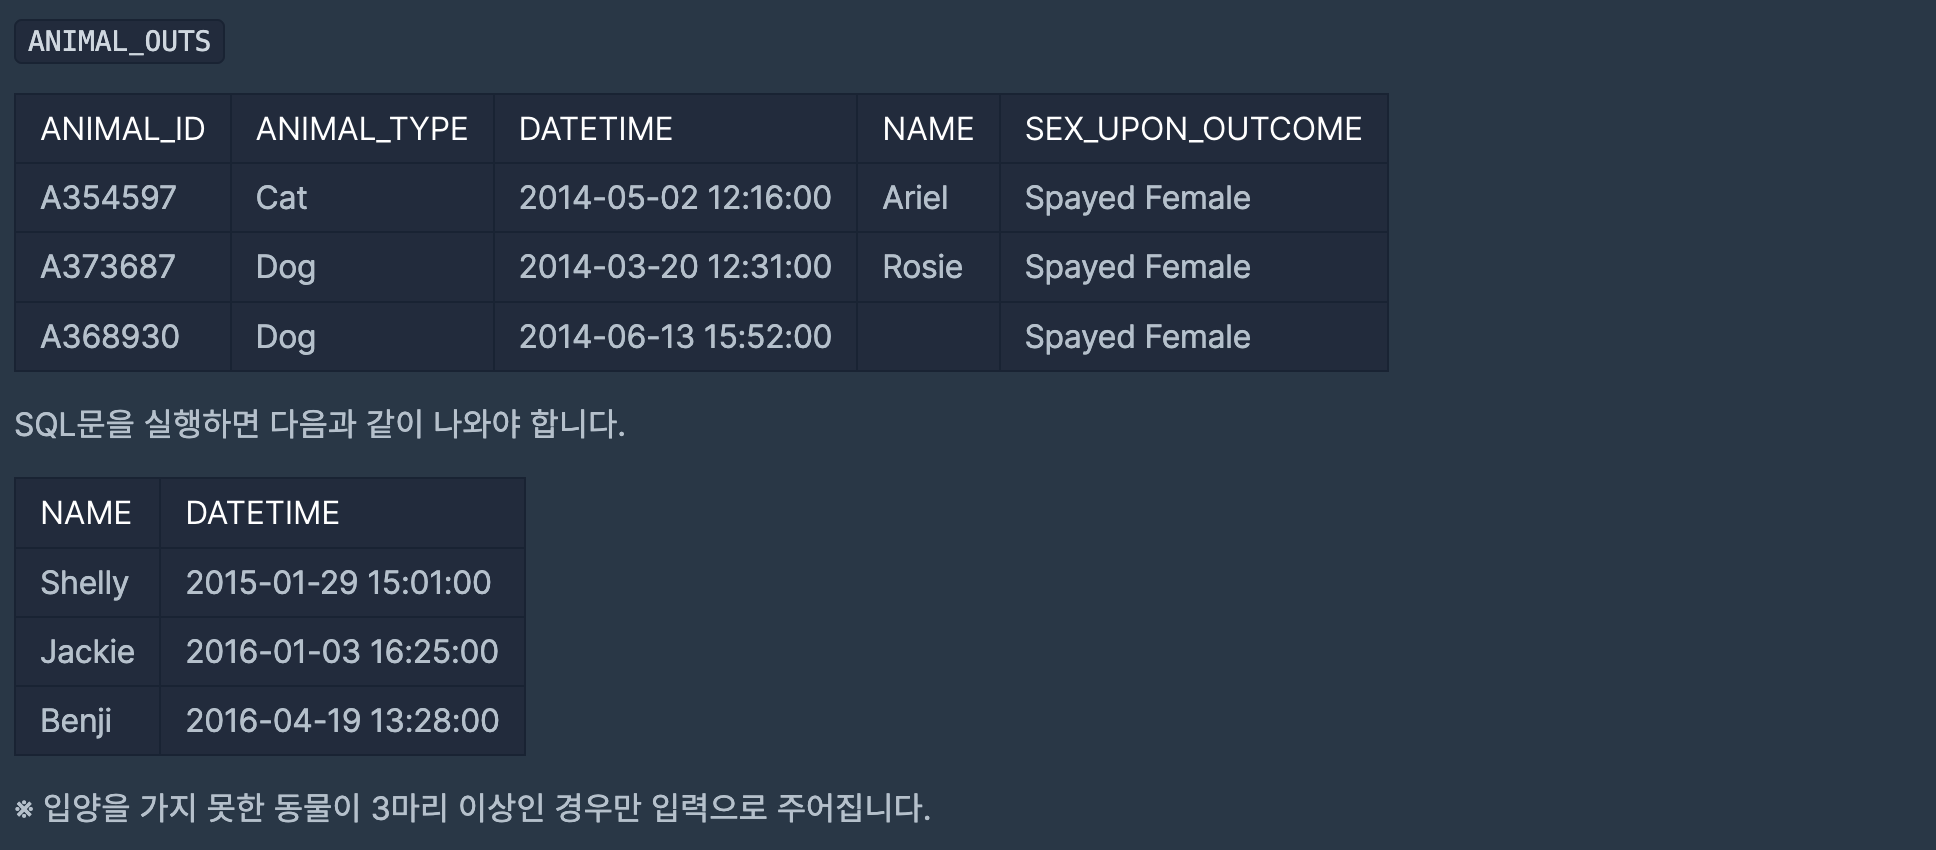 ANIMAL_OUTS
ANIMAL_ID ANIMAL_TYPE DATETIME NAME SEX_UPON_OUTCOME
A354597 Cat 2014-05-02 12:16:00 Ariel Spayed Female
A373687 Dog 2014-03-20 12:31:00 Rosie Spayed Female
A368930 Dog 2014-06-13 15:52:00 Spayed Female
SQL문을 실행하면 다음과 같이 나와야 합니다.
NAME DATETIME
Shelly 2015-01-29 15:01:00
Jackie 2016-01-03 16:25:00
Benji 2016-04-19 13:28:00
※ 입양을 가지 못한 동물이 3마리 이상인 경우만 입력으로 주어집니다.